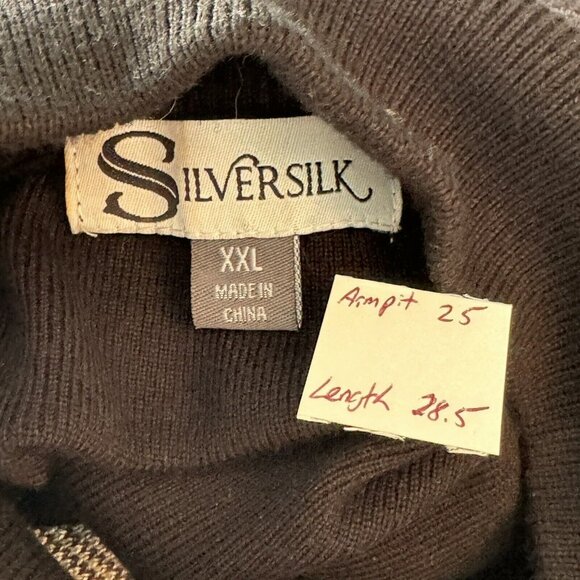 SILVERSILK
XXL
MADE IN
CHINA
Armpit 25
Length 28.5